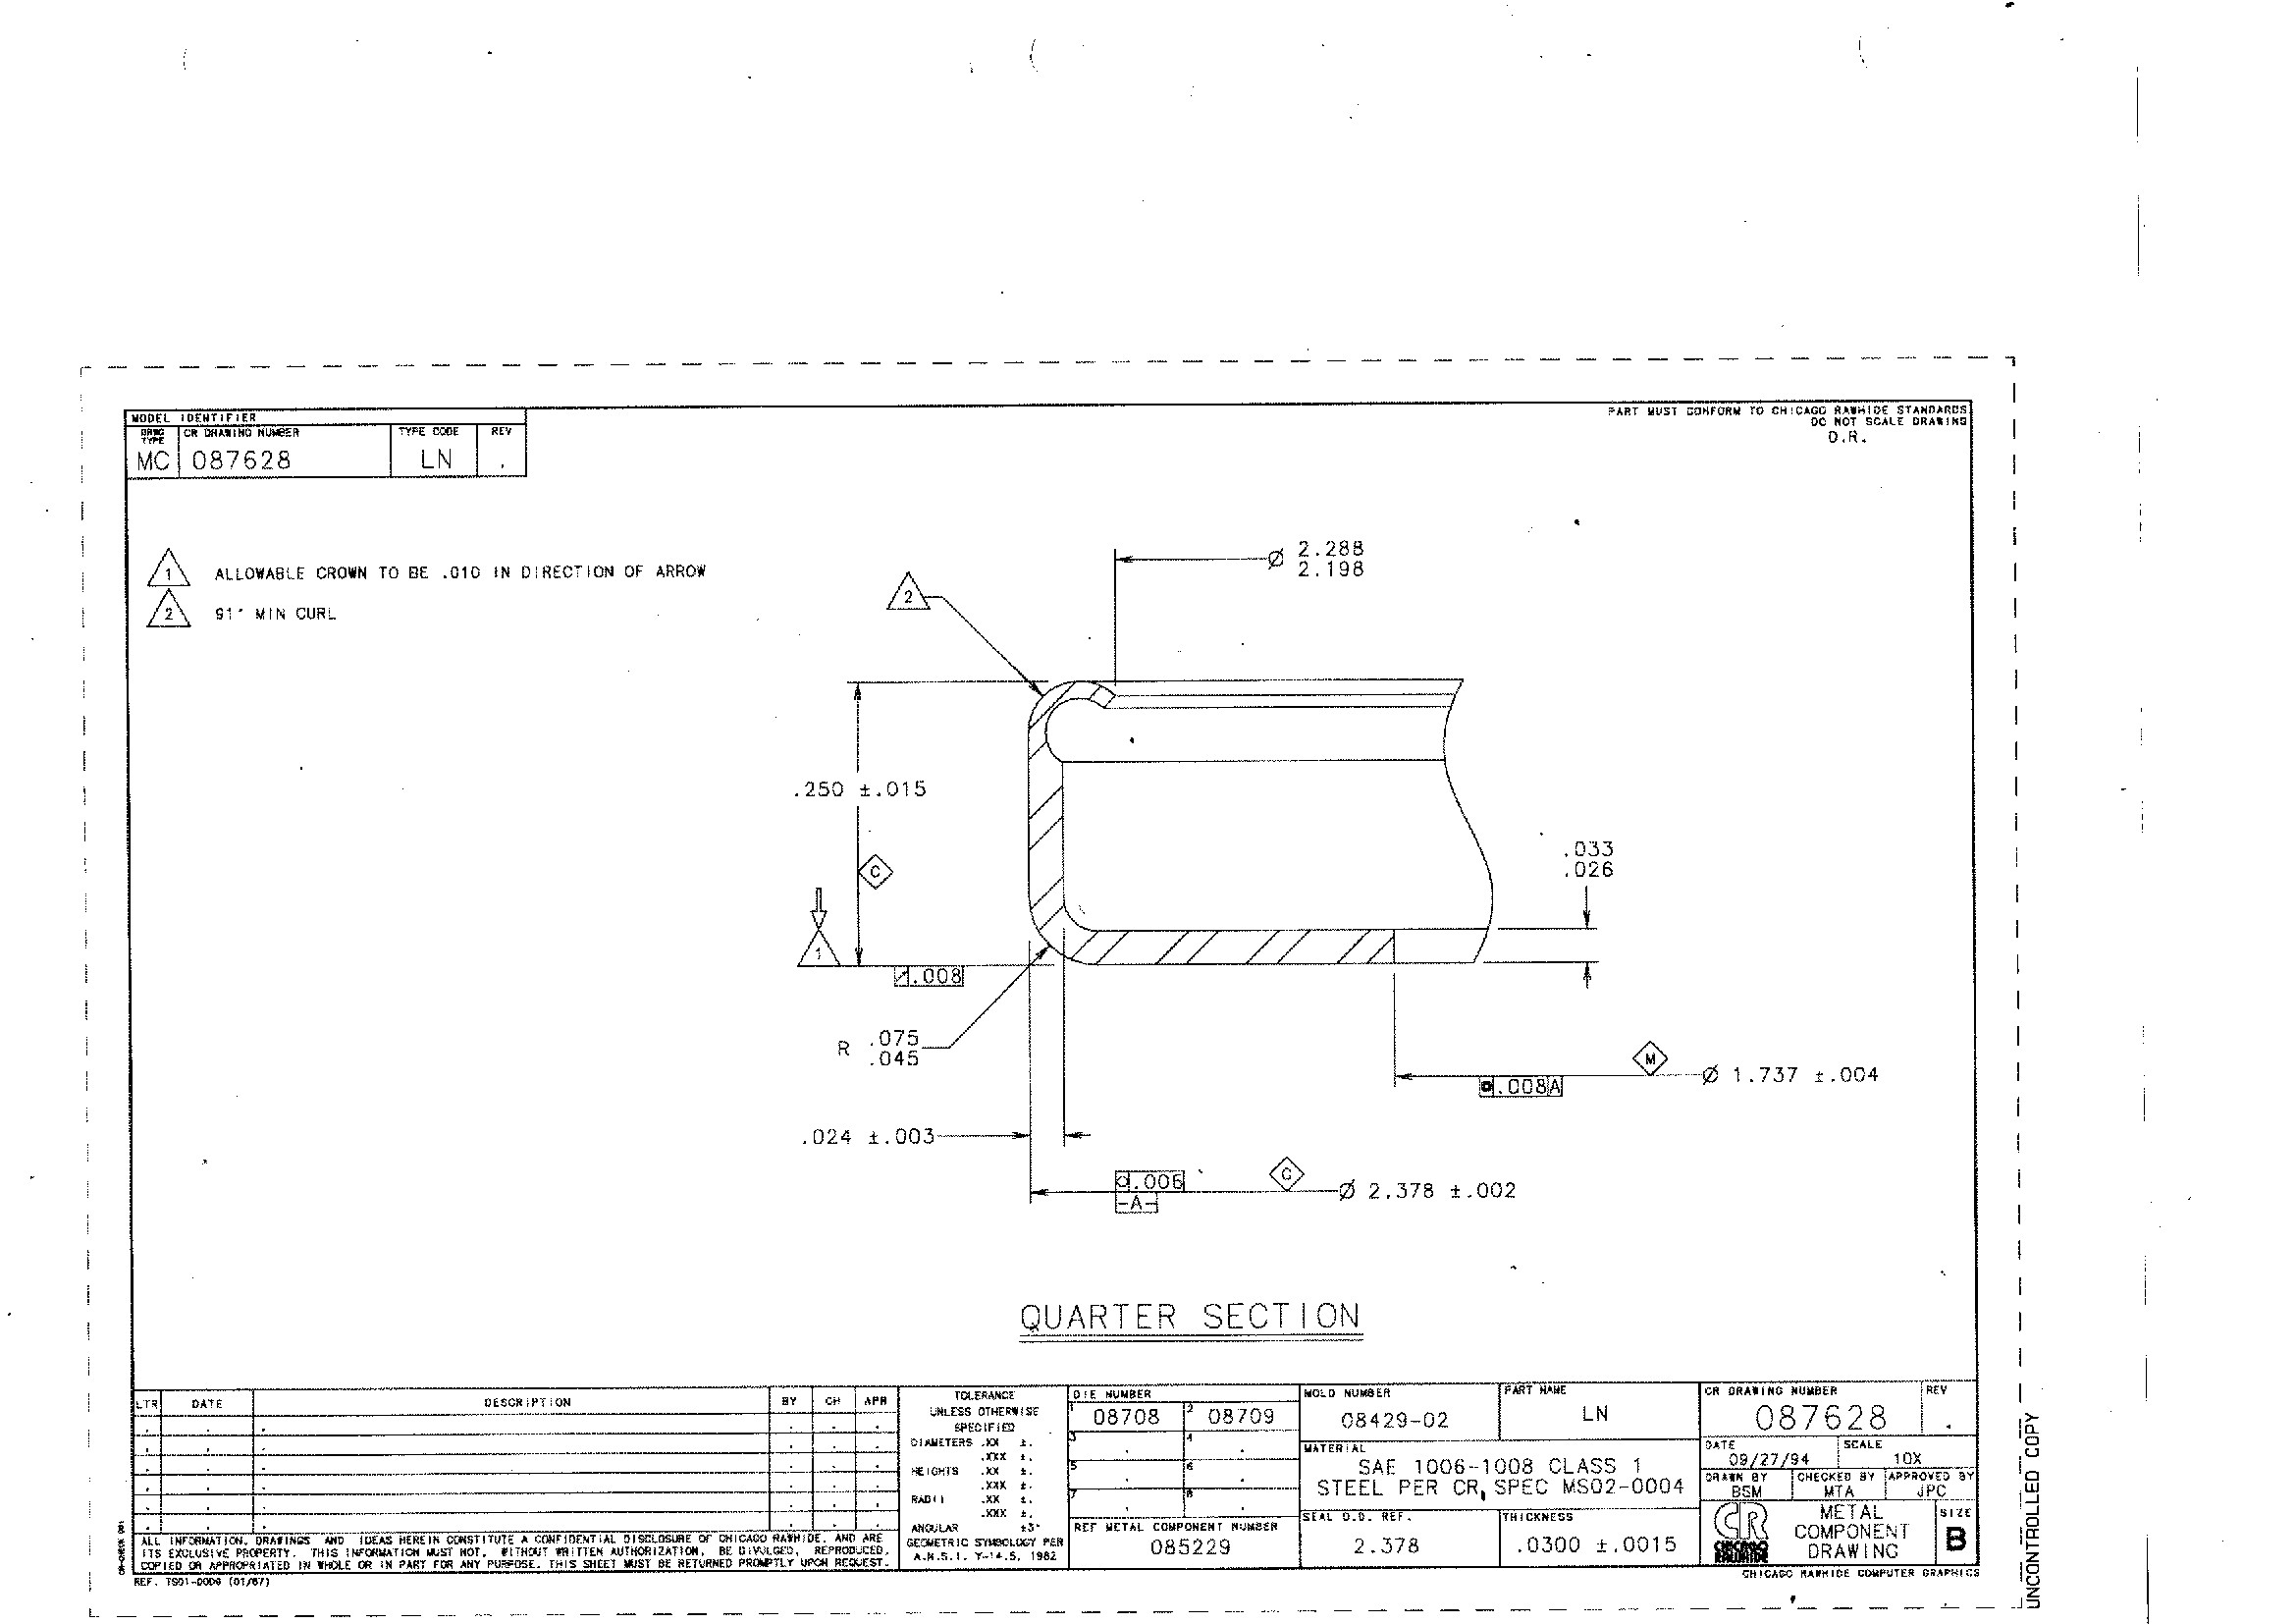 MODEL IDENTIFIER
DRWG TYPE
CR DRAWING NUMBER
TYPE CODE
REV
MC
087628
LN
.
PART MUST CONFORM TO CHICAGO RAWHIDE STANDARDS
DO NOT SCALE DRAWING
O.R.
1 ALLOWABLE CROWN TO BE .010 IN DIRECTION OF ARROW
2 91° MIN CURL
2
Ø 2.288
2.198
.250 ±.015
C
1
.008
.033
.026
R .075
.045
M
Ø 1.737 ±.004
.008 A
.024 ±.003
.006
-A-
C
Ø 2.378 ±.002
QUARTER SECTION
LTR DATE DESCRIPTION BY CH APR
TOLERANCE
UNLESS OTHERWISE
SPECIFIED
DIAMETERS .XX ±.
.XXX ±.
HEIGHTS .XX ±.
.XXX ±.
RADII .XX ±.
.XXX ±.
ANGULAR ±3°
GEOMETRIC SYMBOLOGY PER
A.N.S.I. Y-14.5, 1982
DIE NUMBER
1 08708 2 08709
3 4
5 6
7 8
REF METAL COMPONENT NUMBER
085229
MOLD NUMBER
08429-02
PART NAME
LN
MATERIAL
SAE 1006-1008 CLASS 1
STEEL PER CR, SPEC MS02-0004
SEAL O.D. REF.
2.378
THICKNESS
.0300 ±.0015
CR DRAWING NUMBER
087628
REV
.
DATE
09/27/94
SCALE
10X
DRAWN BY
BSM
CHECKED BY
MTA
APPROVED BY
JPC
CR
CHICAGO
RAWHIDE
METAL
COMPONENT
DRAWING
SIZE
B
ALL INFORMATION, DRAWINGS AND IDEAS HEREIN CONSTITUTE A CONFIDENTIAL DISCLOSURE OF CHICAGO RAWHIDE, AND ARE
ITS EXCLUSIVE PROPERTY. THIS INFORMATION MUST NOT, WITHOUT WRITTEN AUTHORIZATION, BE DIVULGED, REPRODUCED,
COPIED OR APPROPRIATED IN WHOLE OR IN PART FOR ANY PURPOSE. THIS SHEET MUST BE RETURNED PROMPTLY UPON REQUEST.
REF. TS01-0009 (01/87)
CHICAGO RAWHIDE COMPUTER GRAPHICS
UNCONTROLLED COPY